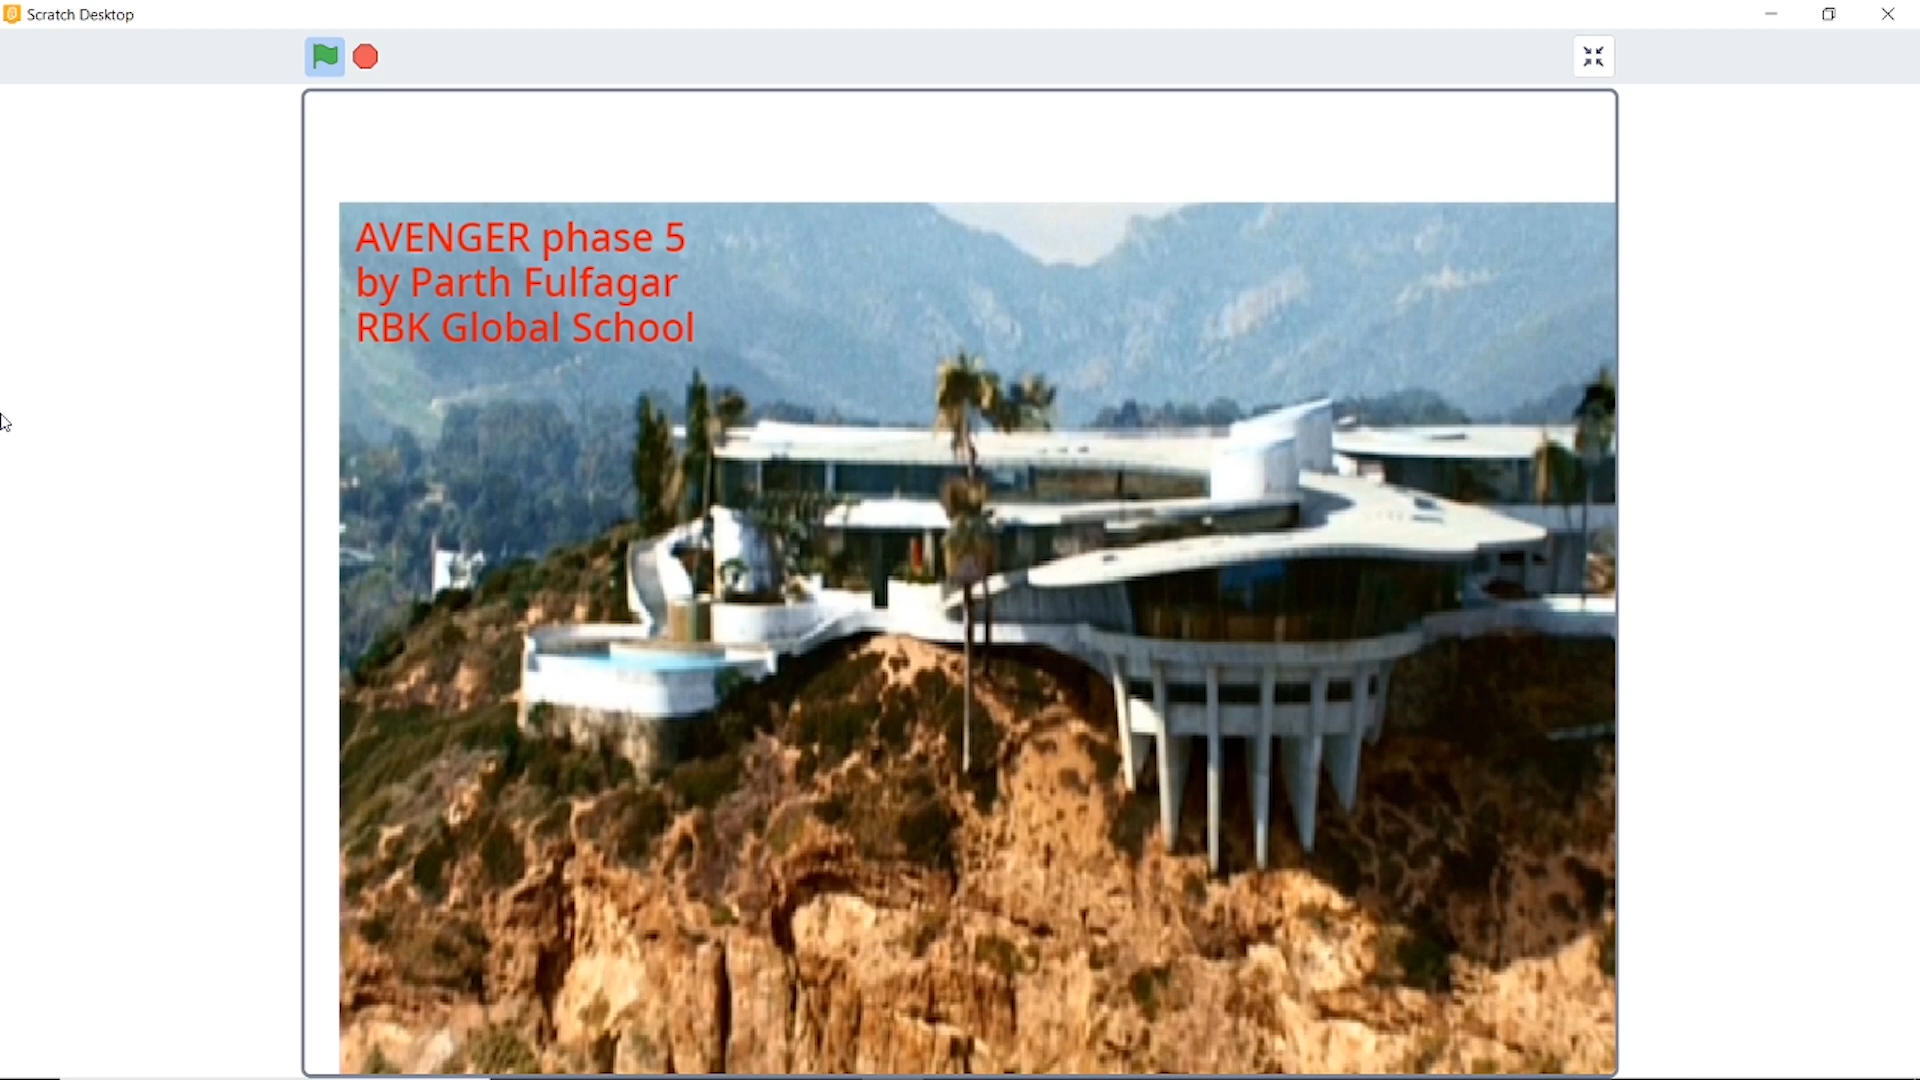 Scratch Desktop
AVENGER phase 5
by Parth Fulfagar
RBK Global School